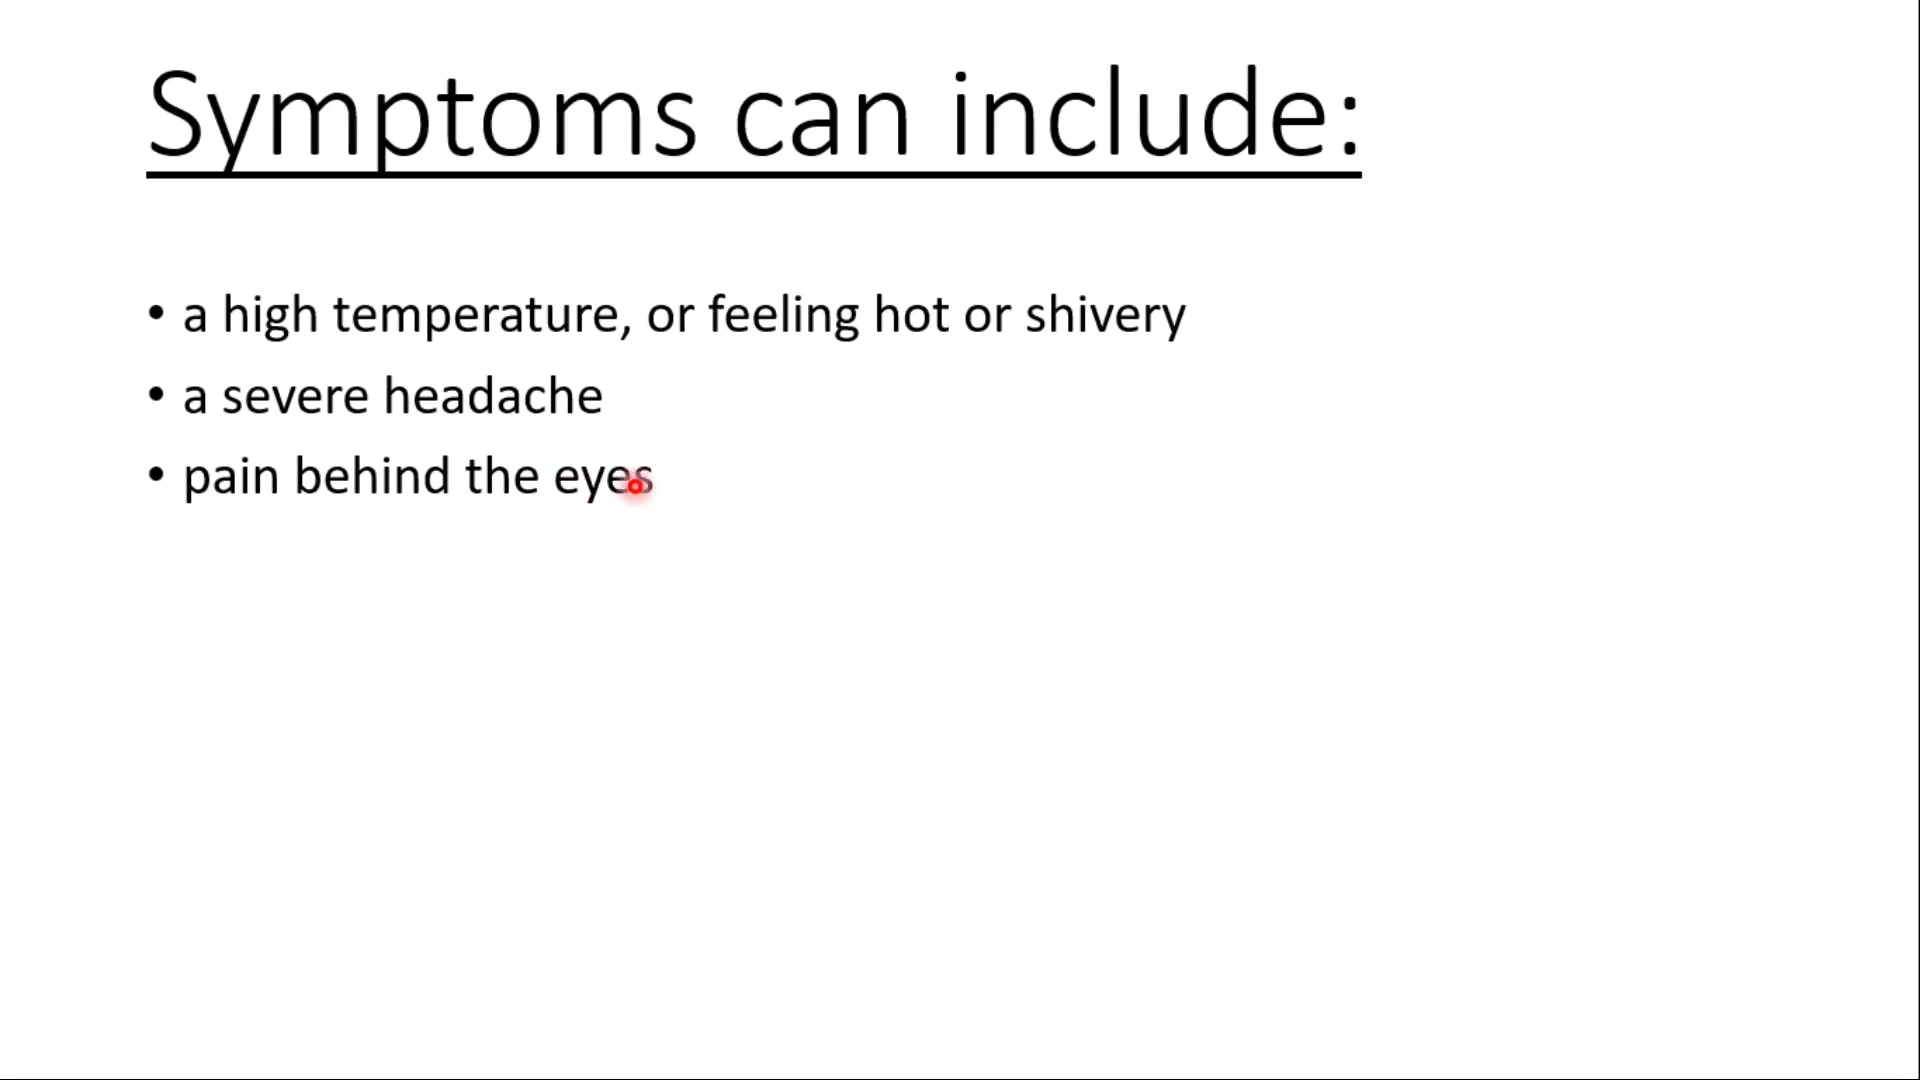 Symptoms can include:
• a high temperature, or feeling hot or shivery
• a severe headache
• pain behind the eyes